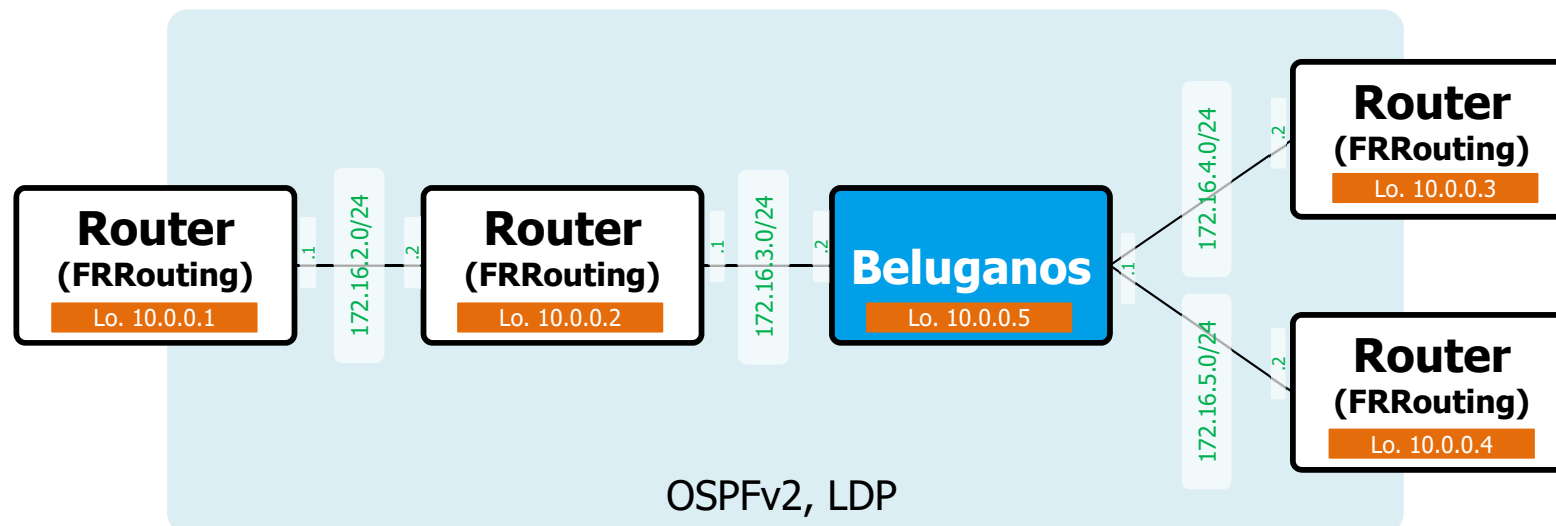 Router
(FRRouting)
Lo. 10.0.0.1
.1
172.16.2.0/24
.2
Router
(FRRouting)
Lo. 10.0.0.2
.1
172.16.3.0/24
.2
Beluganos
Lo. 10.0.0.5
.1
172.16.4.0/24
.2
Router
(FRRouting)
Lo. 10.0.0.3
172.16.5.0/24
.2
Router
(FRRouting)
Lo. 10.0.0.4
OSPFv2, LDP